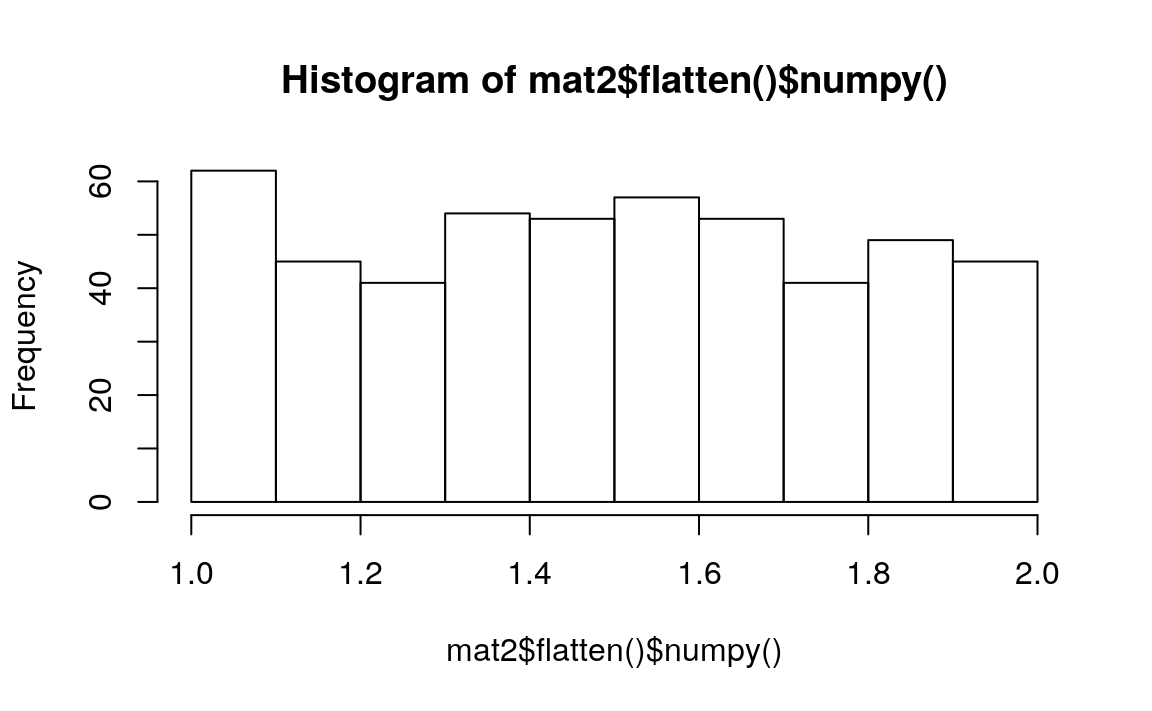 Histogram of mat2$flatten()$numpy()
Frequency
60
40
20
0
1.0 1.2 1.4 1.6 1.8 2.0
mat2$flatten()$numpy()